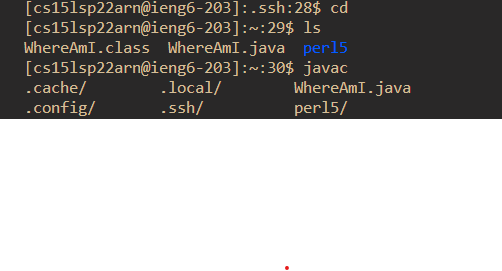 [cs15lsp22arn@ieng6-203]:.ssh:28$ cd
[cs15lsp22arn@ieng6-203]:~:29$ ls
WhereAmI.class  WhereAmI.java  perl5
[cs15lsp22arn@ieng6-203]:~:30$ javac
.cache/        .local/        WhereAmI.java
.config/       .ssh/          perl5/